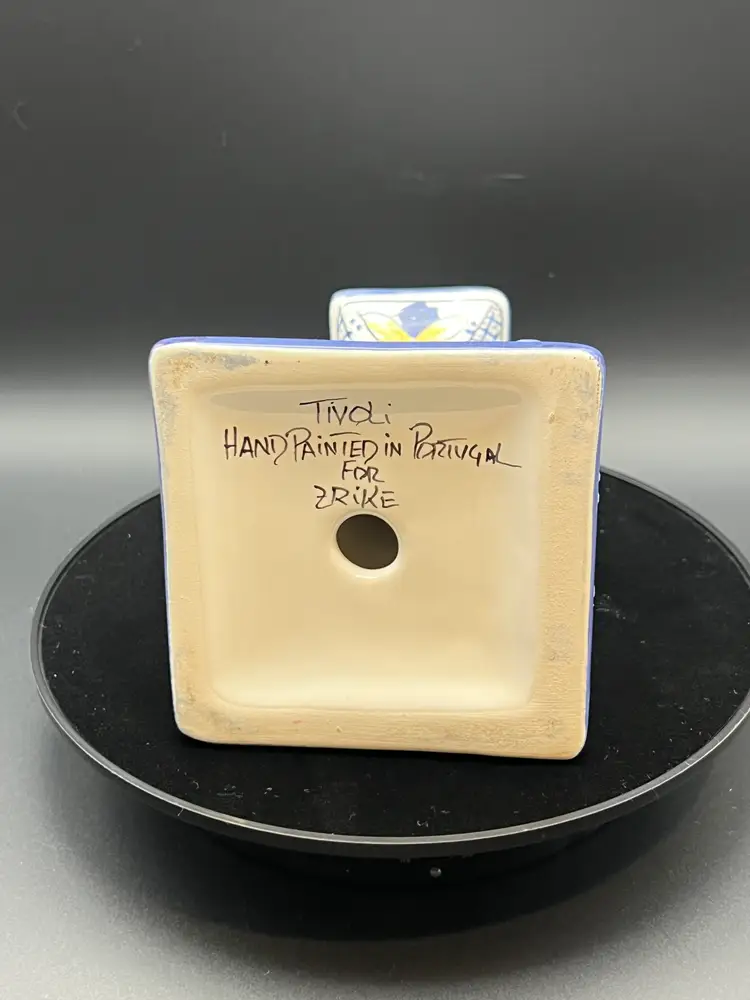 TIVOLi
HAND PAINTED iN PORTUGAL
FOR
ZRiKE